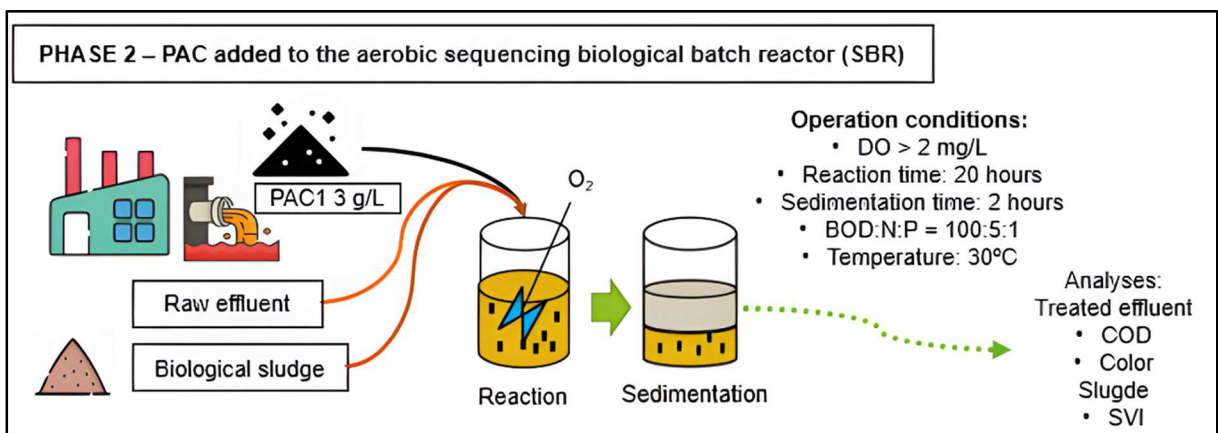 PHASE 2 – PAC added to the aerobic sequencing biological batch reactor (SBR)
PAC1 3 g/L
Raw effluent
Biological sludge
O₂
Reaction
Sedimentation
Operation conditions:
• DO > 2 mg/L
• Reaction time: 20 hours
• Sedimentation time: 2 hours
• BOD:N:P = 100:5:1
• Temperature: 30ºC
Analyses:
Treated effluent
• COD
• Color
Slugde
• SVI